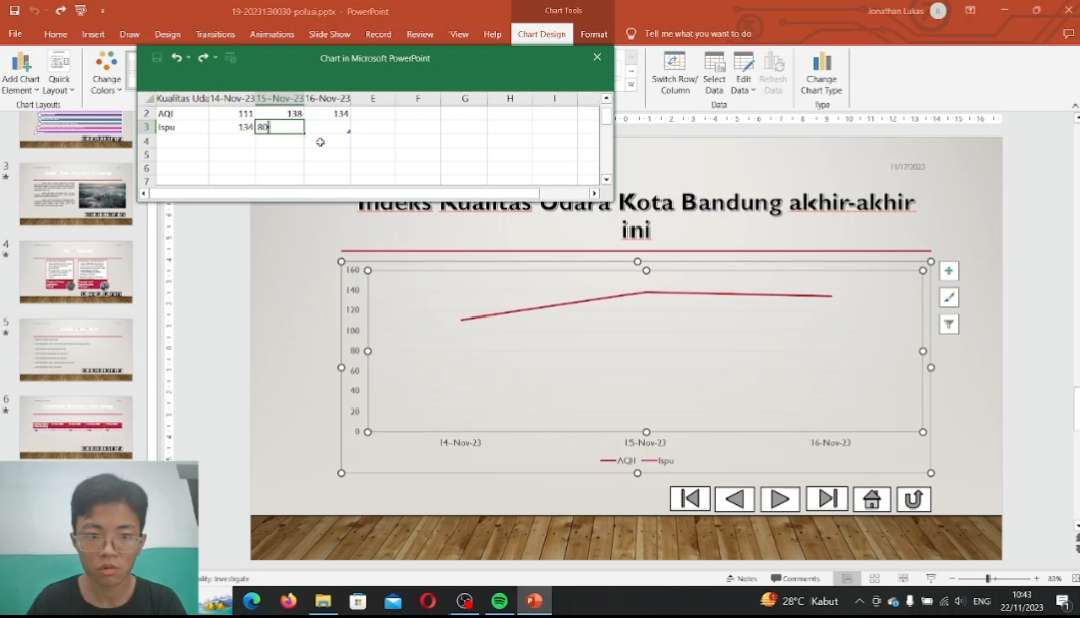 19-2023130030-polusi.pptx - PowerPoint
Chart Tools
Jonathan Lukas
File Home Insert Draw Design Transitions Animations Slide Show Record Review View Help Chart Design Format Tell me what you want to do
Add Chart Element
Quick Layout
Change Colors
Chart Layouts
Chart in Microsoft PowerPoint
Switch Row/ Column
Select Data
Edit Data
Refresh Data
Data
Change Chart Type
Type
Kualitas Uda 14-Nov-23 15-Nov-23 16-Nov-23 E F G H I
2 AQI 111 138 134
3 Ispu 134 80
4
5
6
7
3
4
5
6
11/17/2023
Indeks Kualitas Udara Kota Bandung akhir-akhir
ini
160
140
120
100
80
60
40
20
0
14-Nov-23 15-Nov-23 16-Nov-23
AQI Ispu
Investigate
Notes Comments 83%
28°C Kabut ENG 10:43
22/11/2023